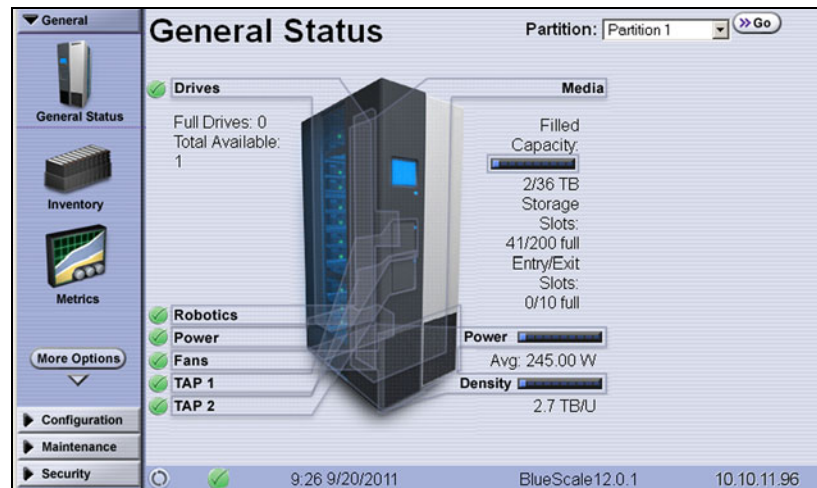 General
General Status
Partition: Partition 1
Go
General Status
Inventory
Metrics
More Options
Configuration
Maintenance
Security
Drives
Full Drives: 0
Total Available:
1
Media
Filled
Capacity:
2/36 TB
Storage
Slots:
41/200 full
Entry/Exit
Slots:
0/10 full
Robotics
Power
Fans
TAP 1
TAP 2
Power
Avg: 245.00 W
Density
2.7 TB/U
9:26 9/20/2011
BlueScale12.0.1
10.10.11.96